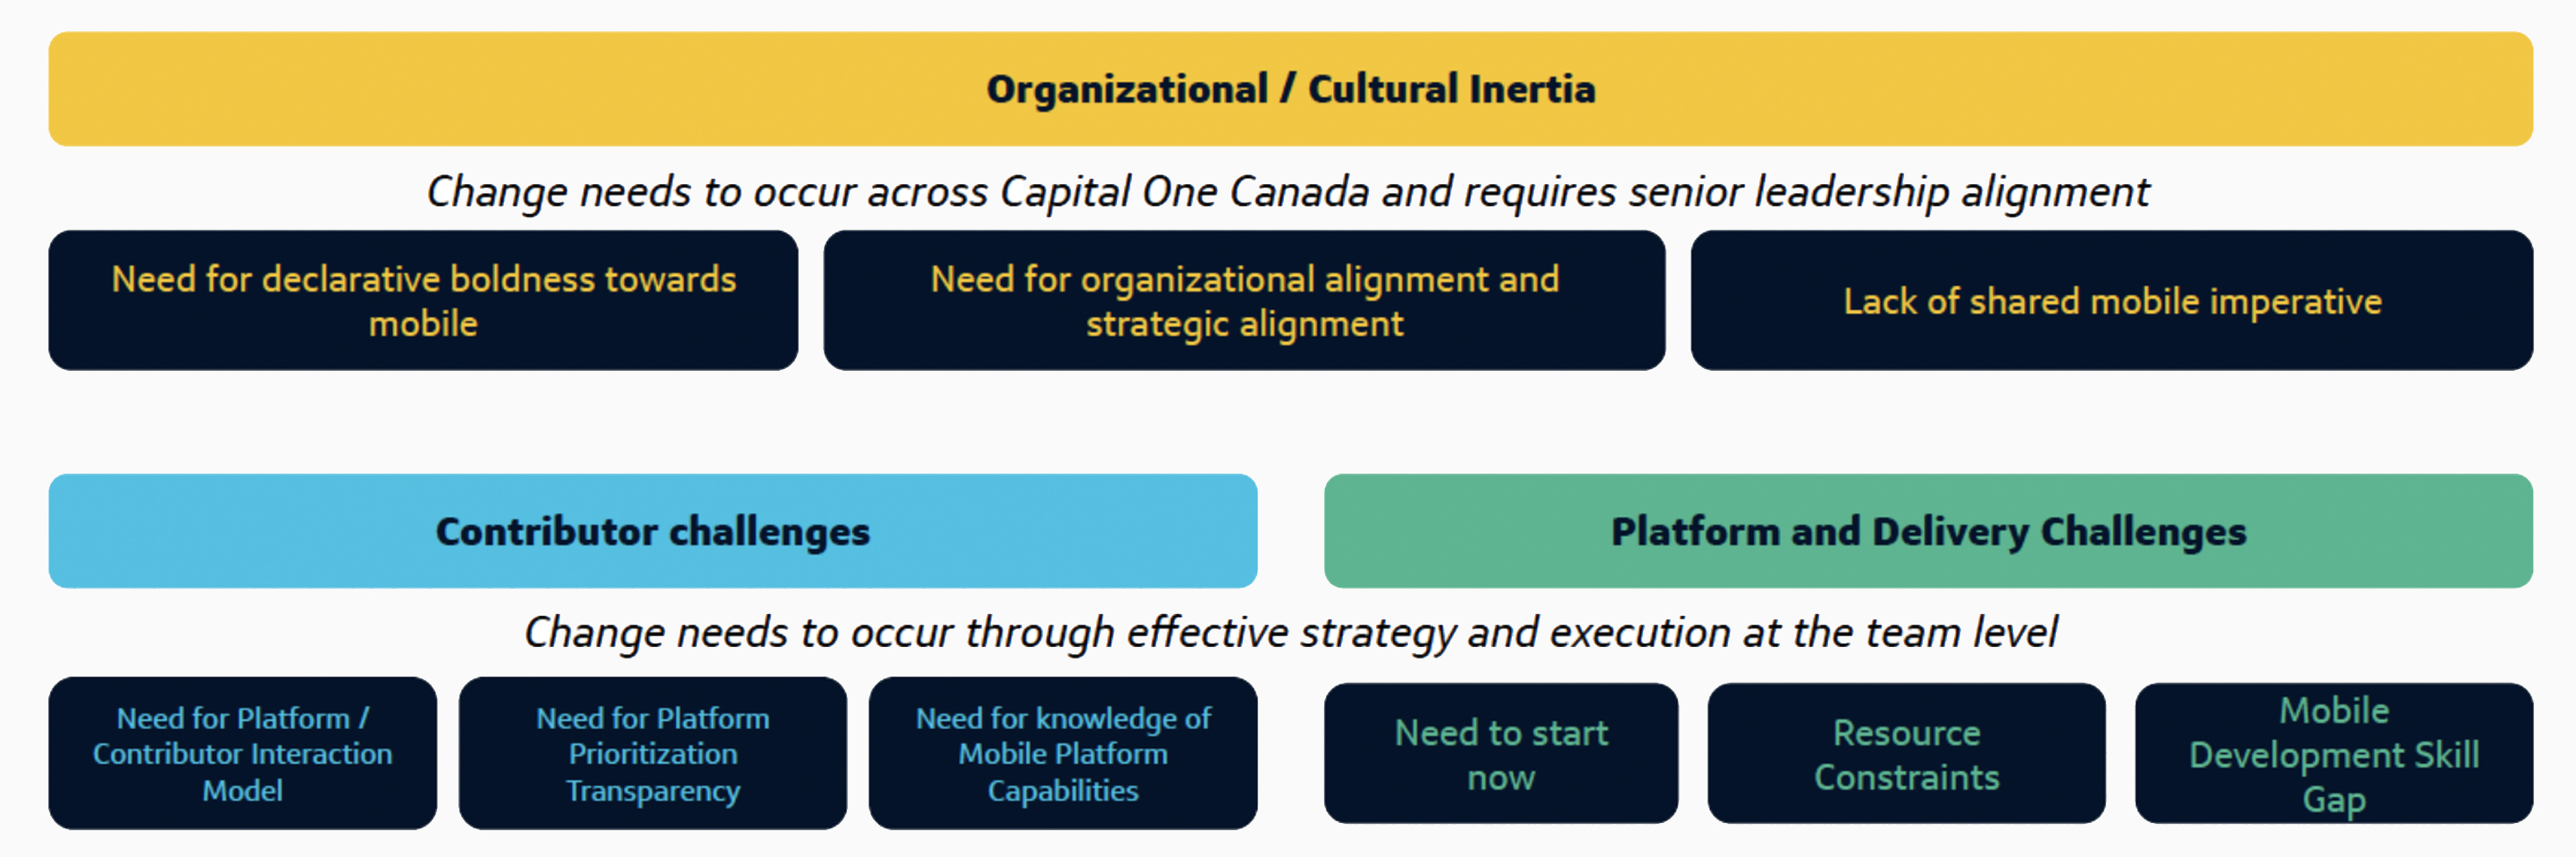 Organizational / Cultural Inertia
Change needs to occur across Capital One Canada and requires senior leadership alignment
Need for declarative boldness towards
mobile
Need for organizational alignment and
strategic alignment
Lack of shared mobile imperative
Contributor challenges
Platform and Delivery Challenges
Change needs to occur through effective strategy and execution at the team level
Need for Platform /
Contributor Interaction
Model
Need for Platform
Prioritization
Transparency
Need for knowledge of
Mobile Platform
Capabilities
Need to start
now
Resource
Constraints
Mobile
Development Skill
Gap